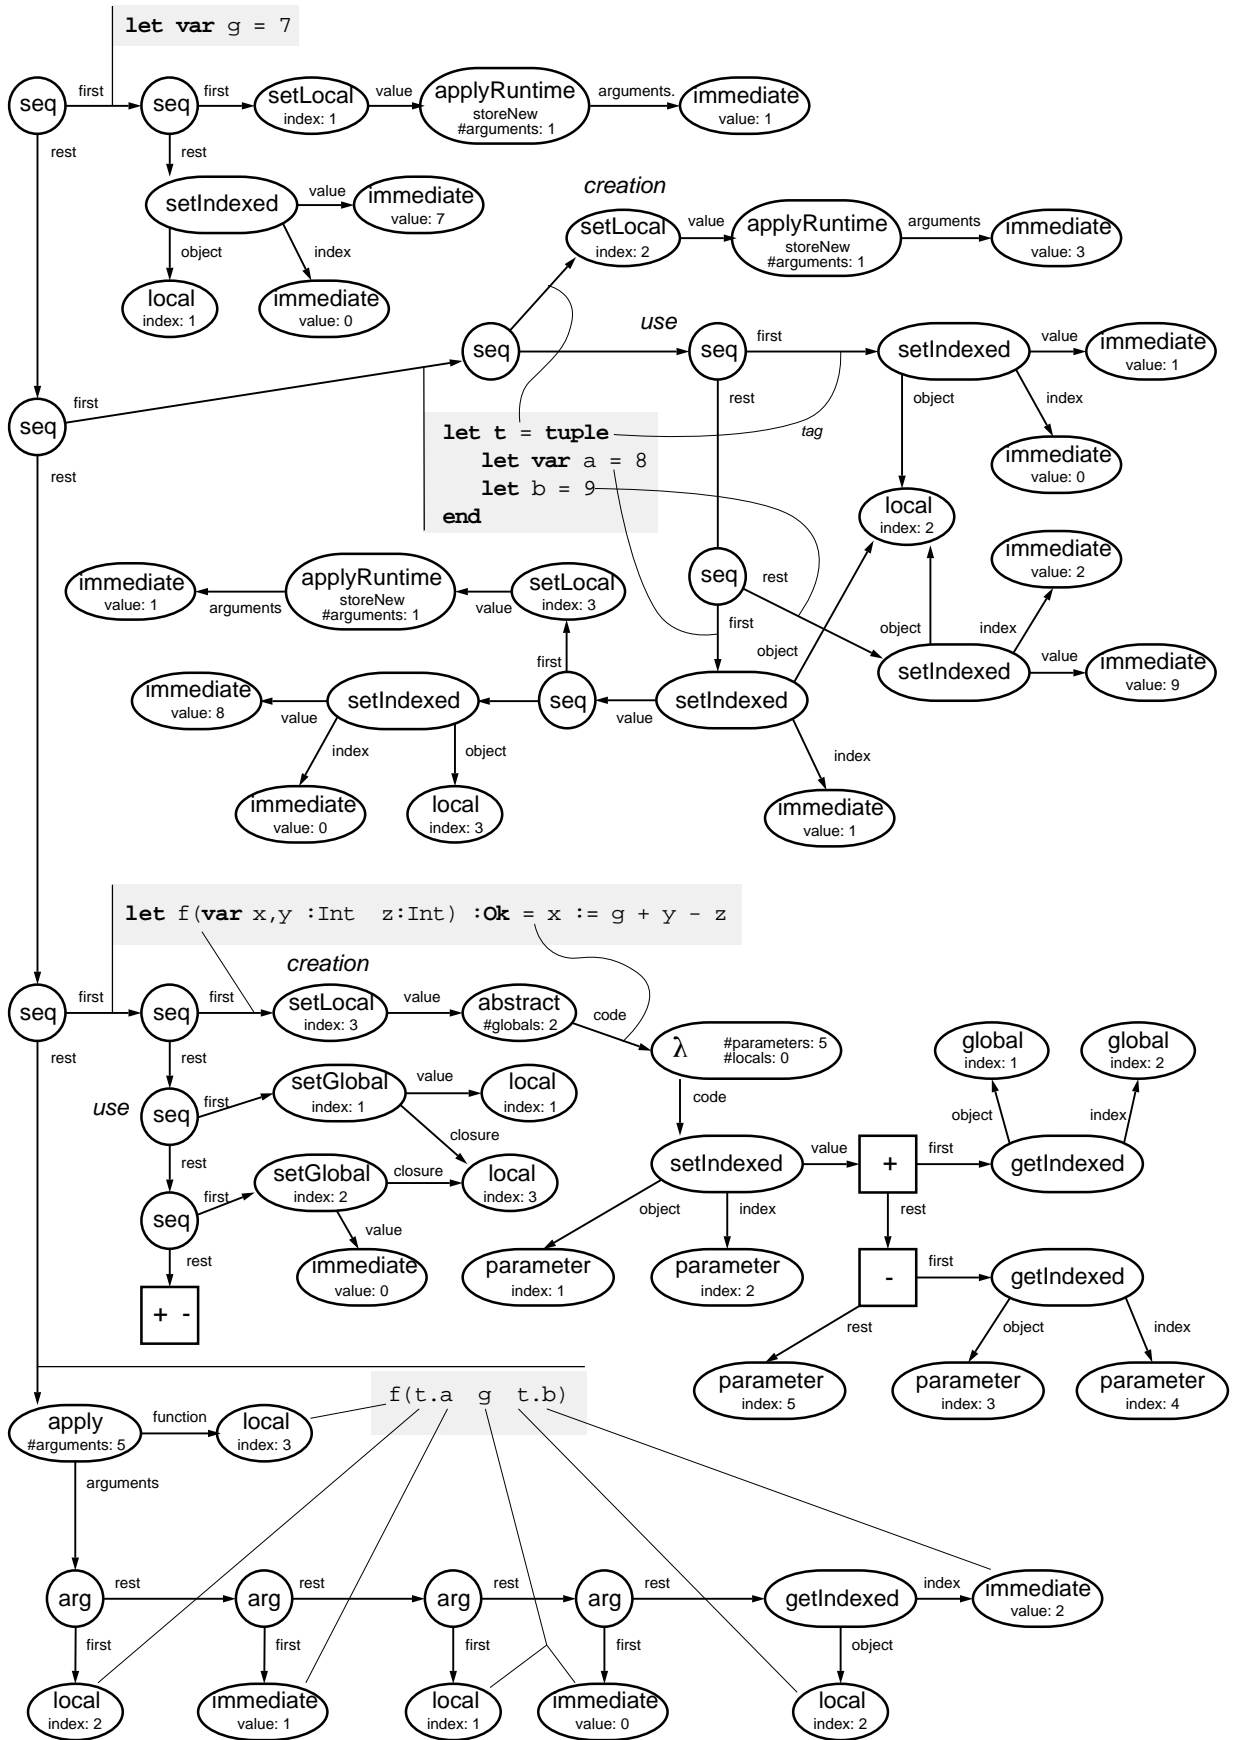 let var g = 7
seq
first
seq
first
setLocal
index: 1
value
applyRuntime
storeNew
#arguments: 1
arguments.
immediate
value: 1
rest
rest
setIndexed
value
immediate
value: 7
object
index
local
index: 1
immediate
value: 0
creation
setLocal
index: 2
value
applyRuntime
storeNew
#arguments: 1
arguments
immediate
value: 3
seq
use
seq
first
setIndexed
value
immediate
value: 1
rest
object
index
immediate
value: 0
first
seq
rest
let t = tuple
let var a = 8
let b = 9
end
tag
local
index: 2
immediate
value: 2
immediate
value: 1
arguments
applyRuntime
storeNew
#arguments: 1
value
setLocal
index: 3
seq
rest
first
object
object
index
setIndexed
value
immediate
value: 9
first
immediate
value: 8
value
setIndexed
seq
value
setIndexed
index
object
index
immediate
value: 0
local
index: 3
immediate
value: 1
let f(var x,y :Int  z:Int) :Ok = x := g + y - z
creation
seq
first
seq
first
setLocal
index: 3
value
abstract
#globals: 2
code
λ
#parameters: 5
#locals: 0
global
index: 1
global
index: 2
rest
rest
use
seq
first
setGlobal
index: 1
value
local
index: 1
code
closure
object
index
rest
seq
first
setGlobal
index: 2
closure
local
index: 3
setIndexed
value
+
first
getIndexed
rest
value
object
index
rest
+ -
immediate
value: 0
parameter
index: 1
parameter
index: 2
-
first
getIndexed
rest
object
index
parameter
index: 5
parameter
index: 3
parameter
index: 4
f(t.a  g  t.b)
apply
#arguments: 5
function
local
index: 3
arguments
arg
rest
arg
rest
arg
rest
arg
rest
getIndexed
index
immediate
value: 2
first
first
first
first
object
local
index: 2
immediate
value: 1
local
index: 1
immediate
value: 0
local
index: 2